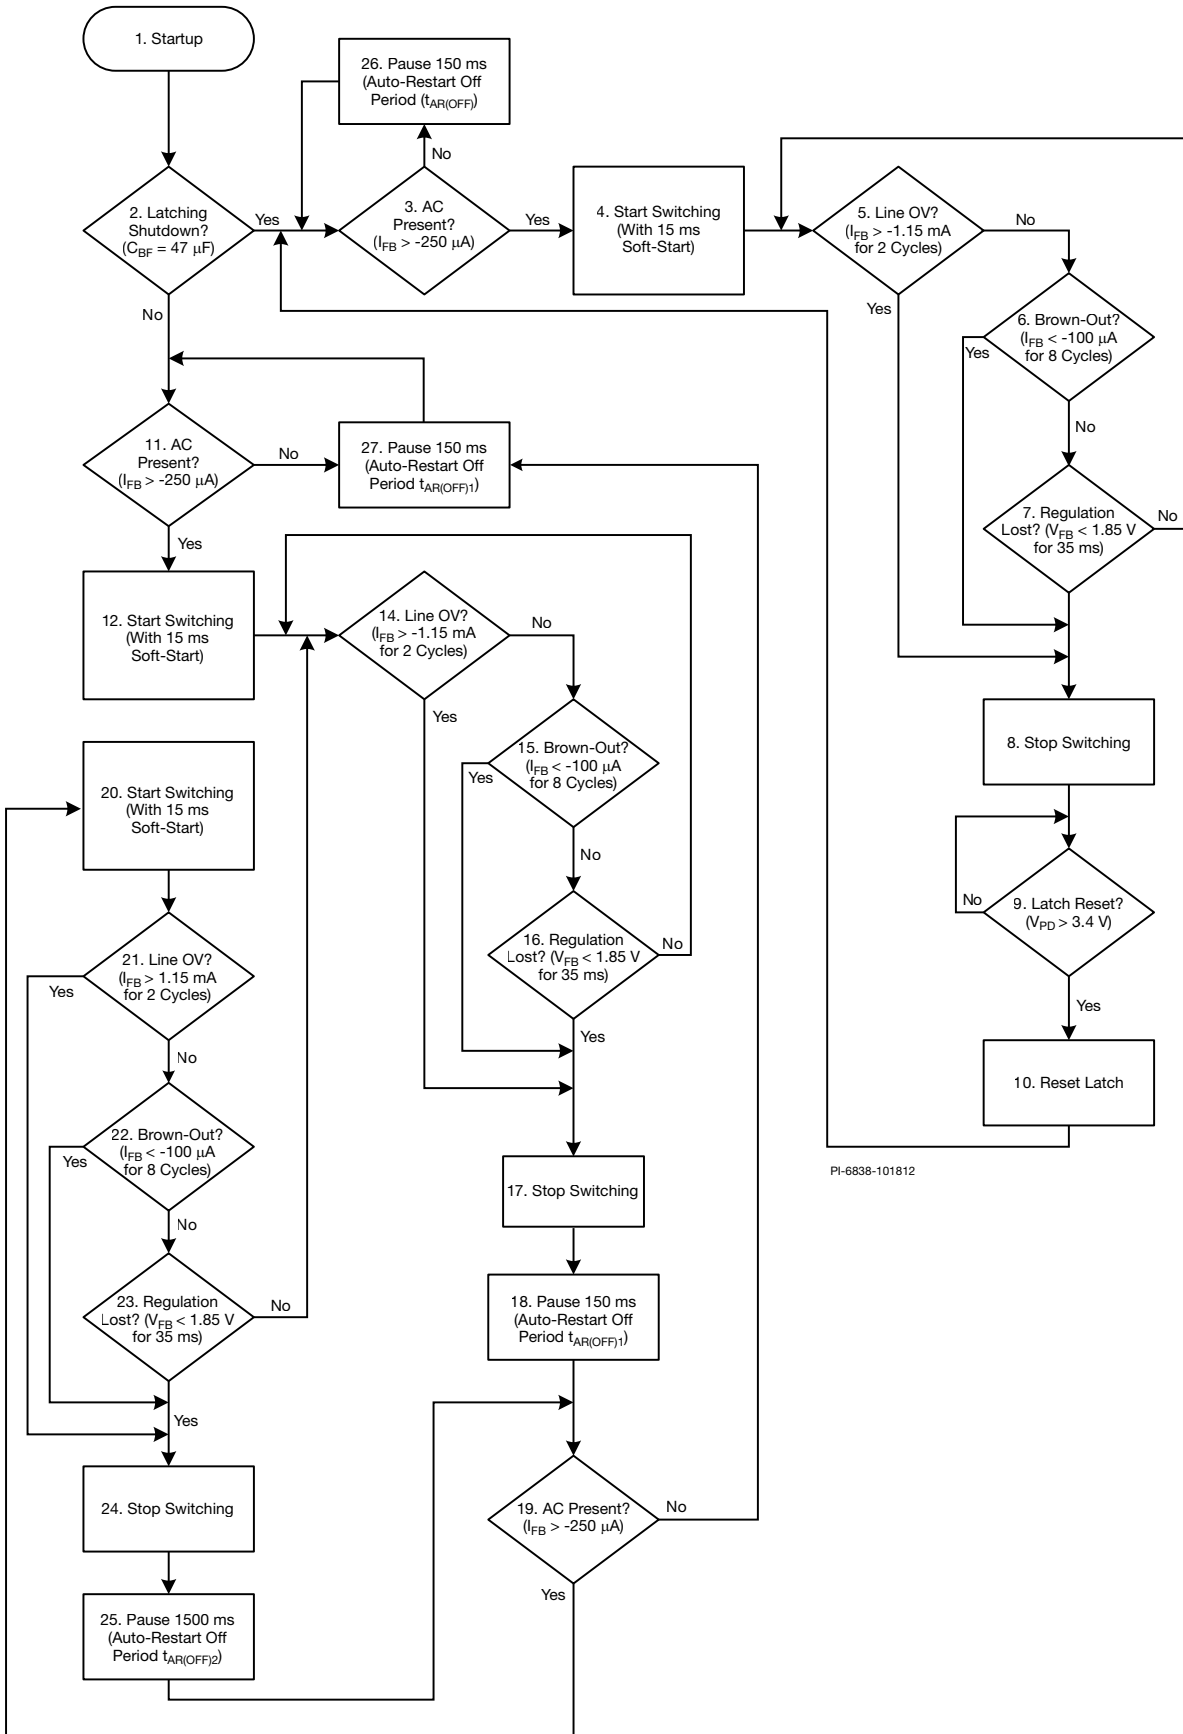 1. Startup
26. Pause 150 ms
(Auto-Restart Off
Period (tAR(OFF))
No
2. Latching
Shutdown?
(CBF = 47 µF)
Yes
No
3. AC
Present?
(IFB > -250 µA)
Yes
4. Start Switching
(With 15 ms
Soft-Start)
5. Line OV?
(IFB > -1.15 mA
for 2 Cycles)
No
Yes
6. Brown-Out?
(IFB < -100 µA
for 8 Cycles)
Yes
No
7. Regulation
Lost? (VFB < 1.85 V
for 35 ms)
No
8. Stop Switching
9. Latch Reset?
(VPD > 3.4 V)
No
Yes
10. Reset Latch
PI-6838-101812
11. AC
Present?
(IFB > -250 µA)
No
Yes
27. Pause 150 ms
(Auto-Restart Off
Period tAR(OFF)1)
12. Start Switching
(With 15 ms
Soft-Start)
14. Line OV?
(IFB > -1.15 mA
for 2 Cycles)
No
Yes
15. Brown-Out?
(IFB < -100 µA
for 8 Cycles)
Yes
No
16. Regulation
Lost? (VFB < 1.85 V
for 35 ms)
No
Yes
17. Stop Switching
18. Pause 150 ms
(Auto-Restart Off
Period tAR(OFF)1)
19. AC Present?
(IFB > -250 µA)
No
Yes
20. Start Switching
(With 15 ms
Soft-Start)
21. Line OV?
(IFB > 1.15 mA
for 2 Cycles)
Yes
No
22. Brown-Out?
(IFB < -100 µA
for 8 Cycles)
Yes
No
23. Regulation
Lost? (VFB < 1.85 V
for 35 ms)
No
Yes
24. Stop Switching
25. Pause 1500 ms
(Auto-Restart Off
Period tAR(OFF)2)